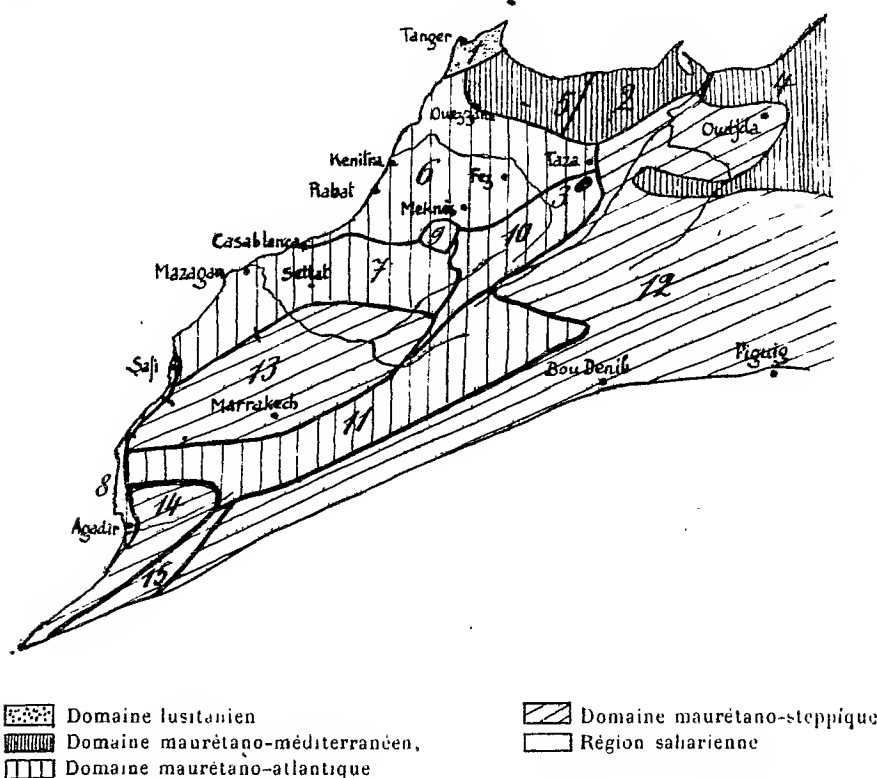 Tanger
1
5
2
4
Ouezzan
Oudjda
Kenitra
Taza
6
Fez
Rabat
3
Meknès
9
10
Casablanca
Mazagan
Settat
7
12
Safi
13
Bou Denib
Figuig
Marrakech
11
8
14
Agadir
15
Domaine lusitanien
Domaine maurétano-méditerranéen,
Domaine maurétano-atlantique
Domaine maurétano-steppique
Région saharienne